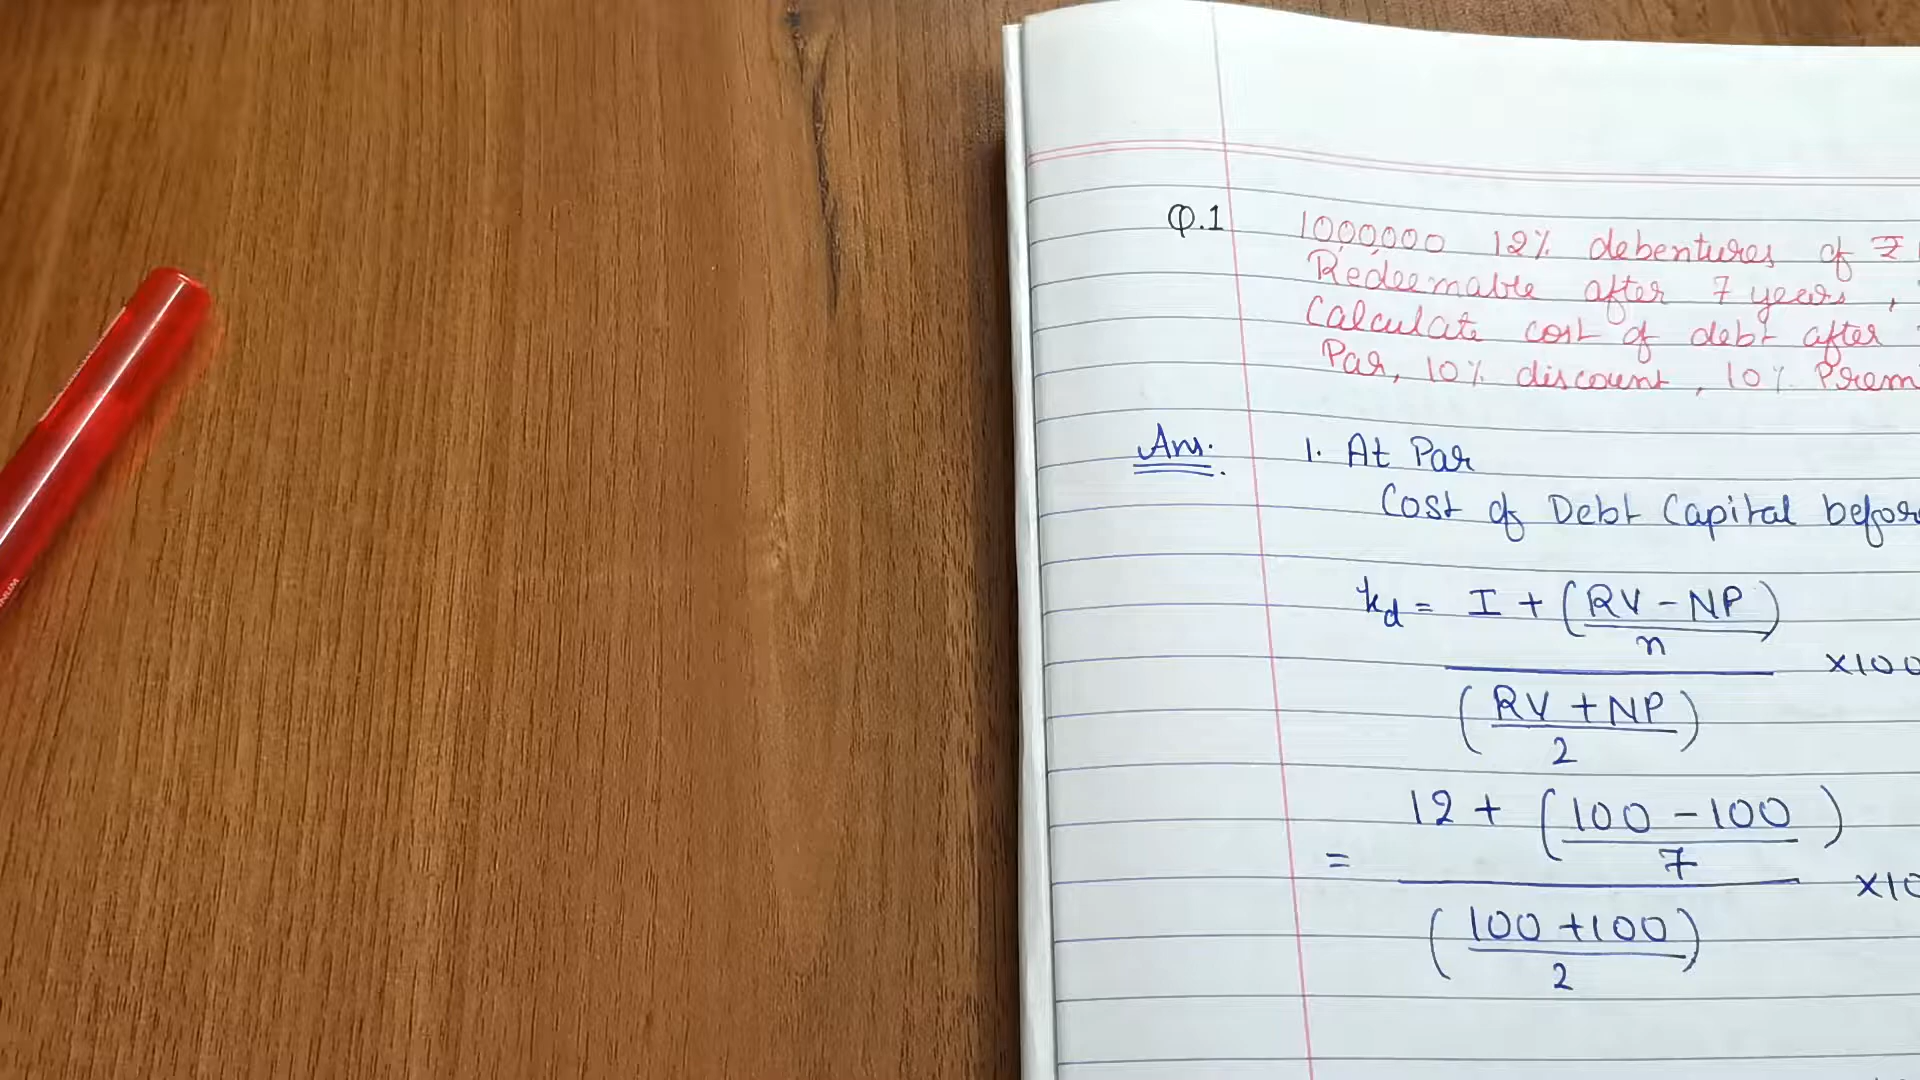 Q.1 1000000 12% debentures of ₹
Redeemable after 7 years,
Calculate cost of debt after
Par, 10% discount, 10% Prem
Ans. 1. At Par
Cost of Debt Capital befor
kd = I + (RV - NP)
n
×100
(RV + NP)
2
12 + (100 - 100)
7
= ×10
(100 + 100)
2